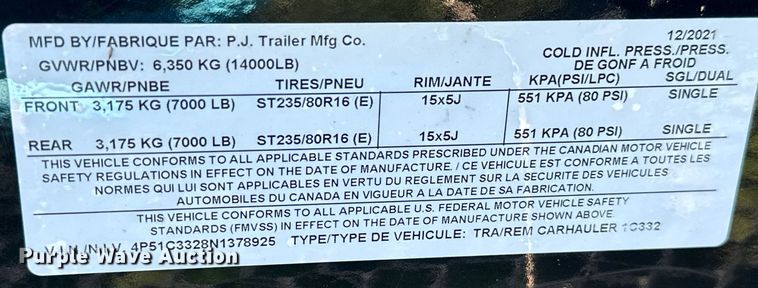 MFD BY/FABRIQUE PAR: P.J. Trailer Mfg Co. 12/2021
GVWR/PNBV: 6,350 KG (14000LB) COLD INFL. PRESS./PRESS. DE GONF A FROID
GAWR/PNBE TIRES/PNEU RIM/JANTE KPA(PSI/LPC) SGL/DUAL
FRONT 3,175 KG (7000 LB) ST235/80R16 (E) 15x5J 551 KPA (80 PSI) SINGLE
REAR 3,175 KG (7000 LB) ST235/80R16 (E) 15x5J 551 KPA (80 PSI) SINGLE
THIS VEHICLE CONFORMS TO ALL APPLICABLE STANDARDS PRESCRIBED UNDER THE CANADIAN MOTOR VEHICLE
SAFETY REGULATIONS IN EFFECT ON THE DATE OF MANUFACTURE. / CE VEHICULE EST CONFORME A TOUTES LES
NORMES QUI LUI SONT APPLICABLES EN VERTU DU REGLEMENT SUR LA SECURITE DES VEHICULES
AUTOMOBILES DU CANADA EN VIGUEUR A LA DATE DE SA FABRICATION.
THIS VEHICLE CONFORMS TO ALL APPLICABLE U.S. FEDERAL MOTOR VEHICLE SAFETY
STANDARDS (FMVSS) IN EFFECT ON THE DATE OF MANUFACTURE SHOWN ABOVE.
V.I.N./N.I.V. 4P51C3328N1378925 TYPE/TYPE DE VEHICULE: TRA/REM CARHAULER 1C332
Purple Wave Auction